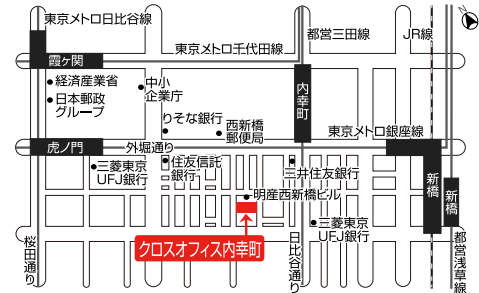 東京メトロ日比谷線
都営三田線
JR線
N
東京メトロ千代田線
霞ヶ関
経済産業省
日本郵政
グループ
中小
企業庁
内幸町
りそな銀行
西新橋
郵便局
東京メトロ銀座線
虎ノ門
外堀通り
三菱東京
UFJ銀行
住友信託
銀行
三井住友銀行
新橋
新橋
明産西新橋ビル
三菱東京
UFJ銀行
桜田通り
クロスオフィス内幸町
日比谷通り
都営浅草線